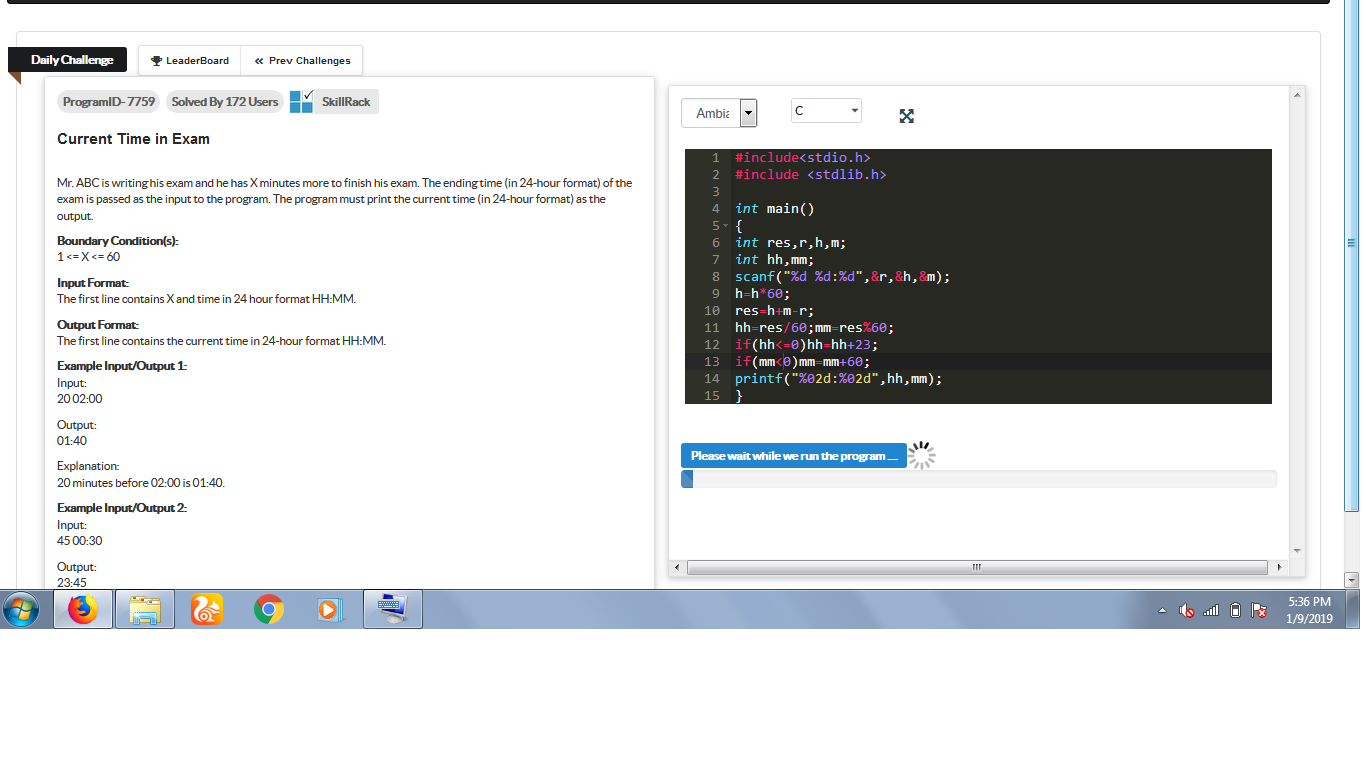 Daily Challenge
LeaderBoard
« Prev Challenges
ProgramID- 7759
Solved By 172 Users
SkillRack
Current Time in Exam
Mr. ABC is writing his exam and he has X minutes more to finish his exam. The ending time (in 24-hour format) of the
exam is passed as the input to the program. The program must print the current time (in 24-hour format) as the
output.
Boundary Condition(s):
1 <= X <= 60
Input Format:
The first line contains X and time in 24 hour format HH:MM.
Output Format:
The first line contains the current time in 24-hour format HH:MM.
Example Input/Output 1:
Input:
20 02:00
Output:
01:40
Explanation:
20 minutes before 02:00 is 01:40.
Example Input/Output 2:
Input:
45 00:30
Output:
23:45
Ambia
C
1 #include<stdio.h>
2 #include <stdlib.h>
3
4 int main()
5 {
6 int res,r,h,m;
7 int hh,mm;
8 scanf("%d %d:%d",&r,&h,&m);
9 h=h*60;
10 res=h+m-r;
11 hh=res/60;mm=res%60;
12 if(hh<=0)hh=hh+23;
13 if(mm<0)mm=mm+60;
14 printf("%02d:%02d",hh,mm);
15 }
Please wait while we run the program ...
5:36 PM
1/9/2019